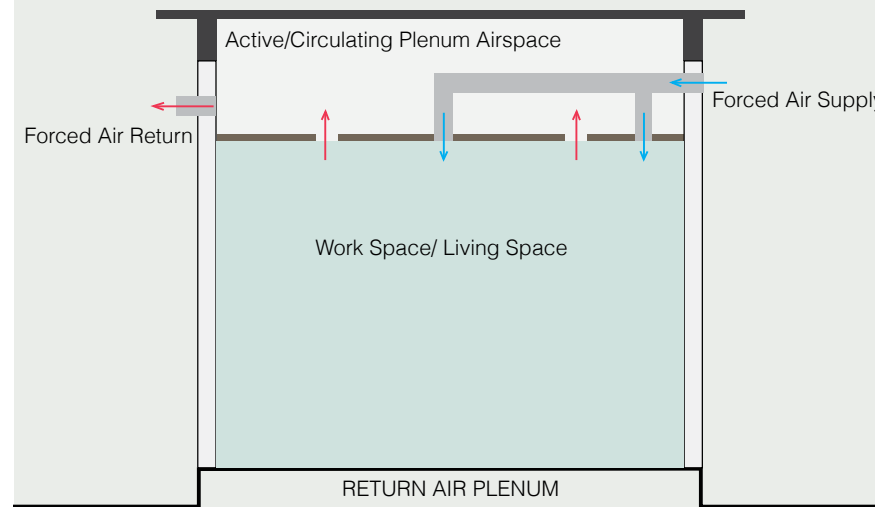 Active/Circulating Plenum Airspace
Forced Air Supply
Forced Air Return
Work Space/ Living Space
RETURN AIR PLENUM